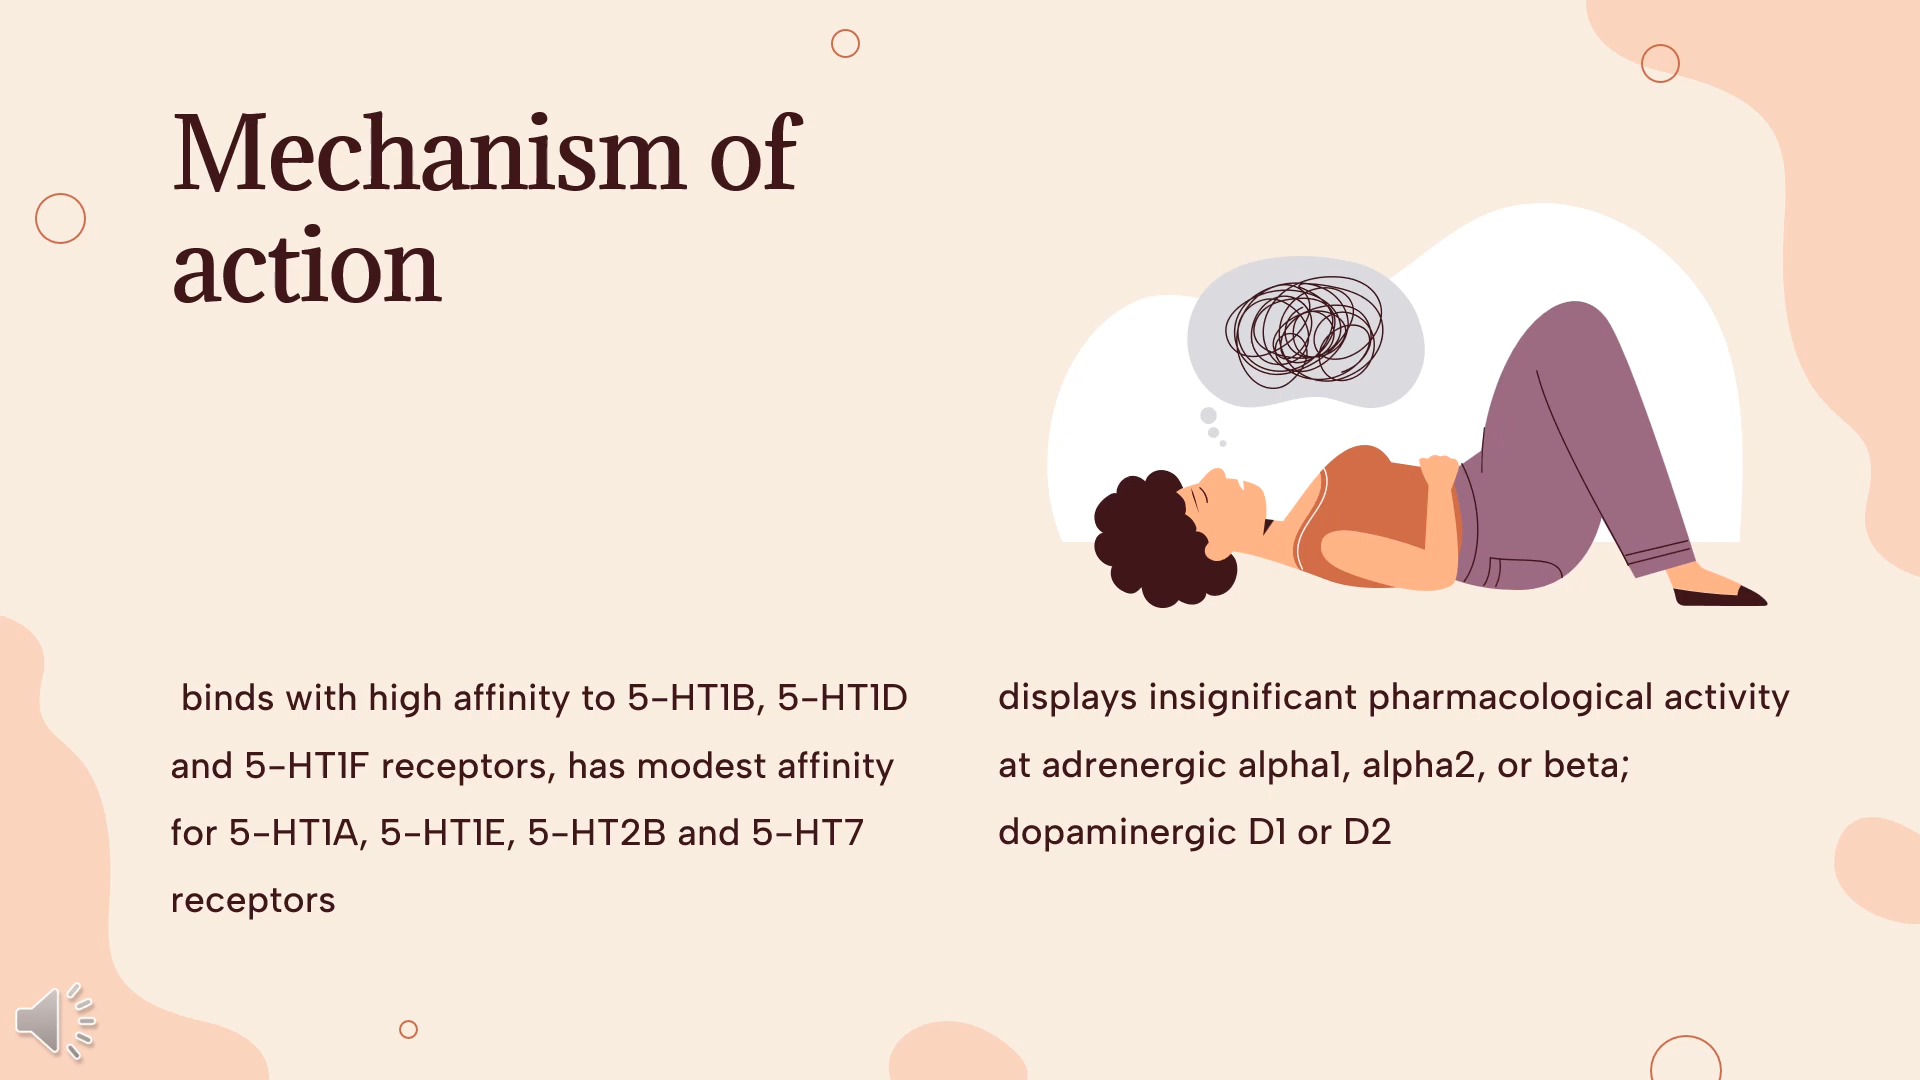 Mechanism of
action
binds with high affinity to 5-HT1B, 5-HT1D
and 5-HT1F receptors, has modest affinity
for 5-HT1A, 5-HT1E, 5-HT2B and 5-HT7
receptors
displays insignificant pharmacological activity
at adrenergic alpha1, alpha2, or beta;
dopaminergic D1 or D2